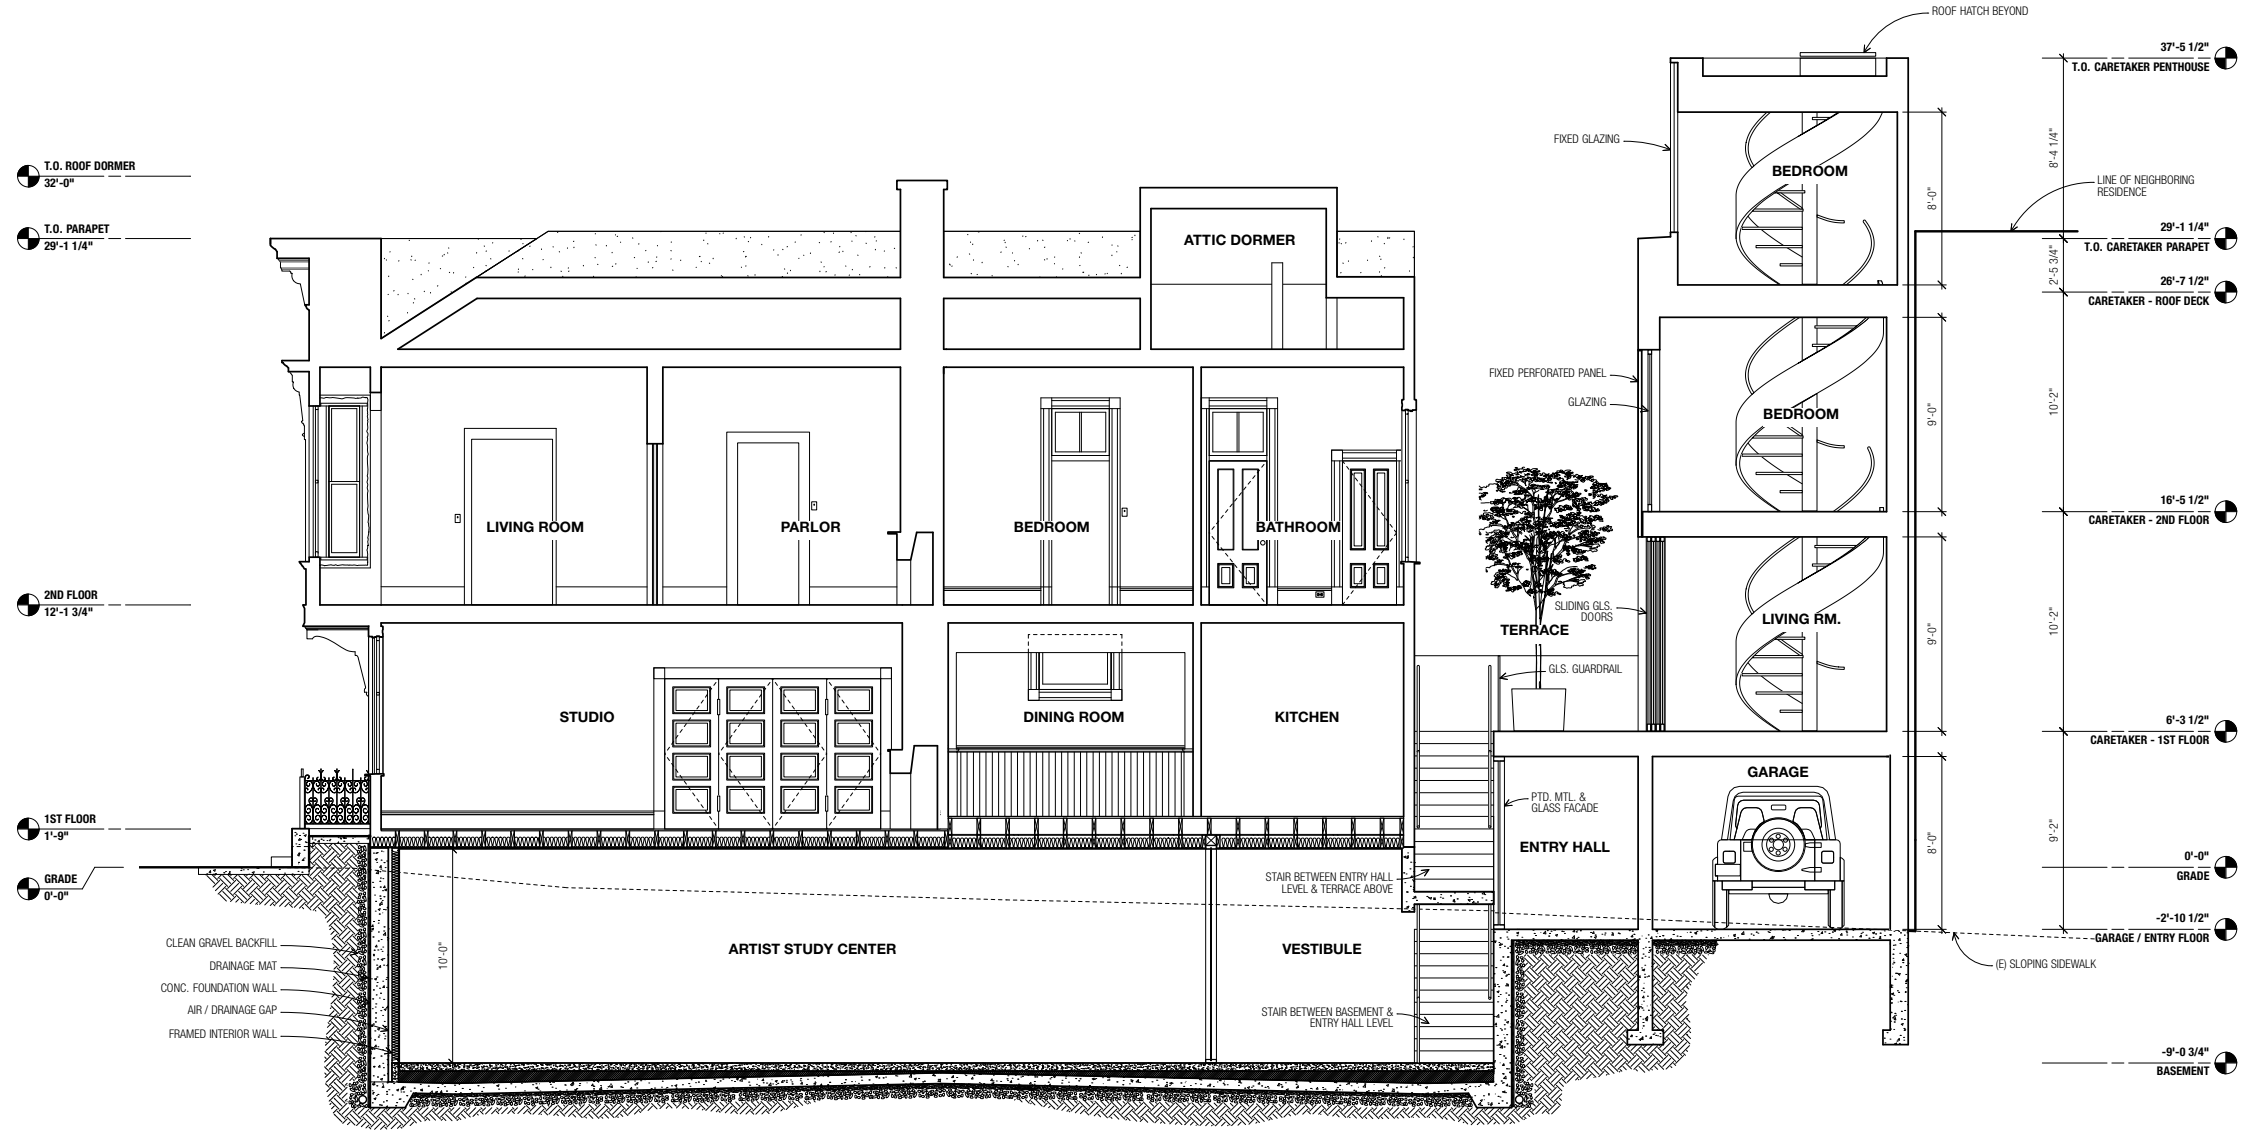 ROOF HATCH BEYOND
37'-5 1/2"
T.O. CARETAKER PENTHOUSE
FIXED GLAZING
8'-4 1/4"
T.O. ROOF DORMER
32'-0"
BEDROOM
LINE OF NEIGHBORING
RESIDENCE
8'-0"
T.O. PARAPET
29'-1 1/4"
ATTIC DORMER
29'-1 1/4"
T.O. CARETAKER PARAPET
2'-5 3/4"
26'-7 1/2"
CARETAKER - ROOF DECK
FIXED PERFORATED PANEL
GLAZING
BEDROOM
9'-0"
10'-2"
LIVING ROOM
PARLOR
BEDROOM
BATHROOM
16'-5 1/2"
CARETAKER - 2ND FLOOR
2ND FLOOR
12'-1 3/4"
SLIDING GLS.
DOORS
TERRACE
LIVING RM.
9'-0"
10'-2"
GLS. GUARDRAIL
STUDIO
DINING ROOM
KITCHEN
6'-3 1/2"
CARETAKER - 1ST FLOOR
GARAGE
PTD. MTL. &
GLASS FACADE
1ST FLOOR
1'-9"
ENTRY HALL
8'-0"
9'-2"
GRADE
0'-0"
STAIR BETWEEN ENTRY HALL
LEVEL & TERRACE ABOVE
0'-0"
GRADE
-2'-10 1/2"
GARAGE / ENTRY FLOOR
CLEAN GRAVEL BACKFILL
DRAINAGE MAT
CONC. FOUNDATION WALL
AIR / DRAINAGE GAP
FRAMED INTERIOR WALL
10'-0"
ARTIST STUDY CENTER
VESTIBULE
(E) SLOPING SIDEWALK
STAIR BETWEEN BASEMENT &
ENTRY HALL LEVEL
-9'-0 3/4"
BASEMENT